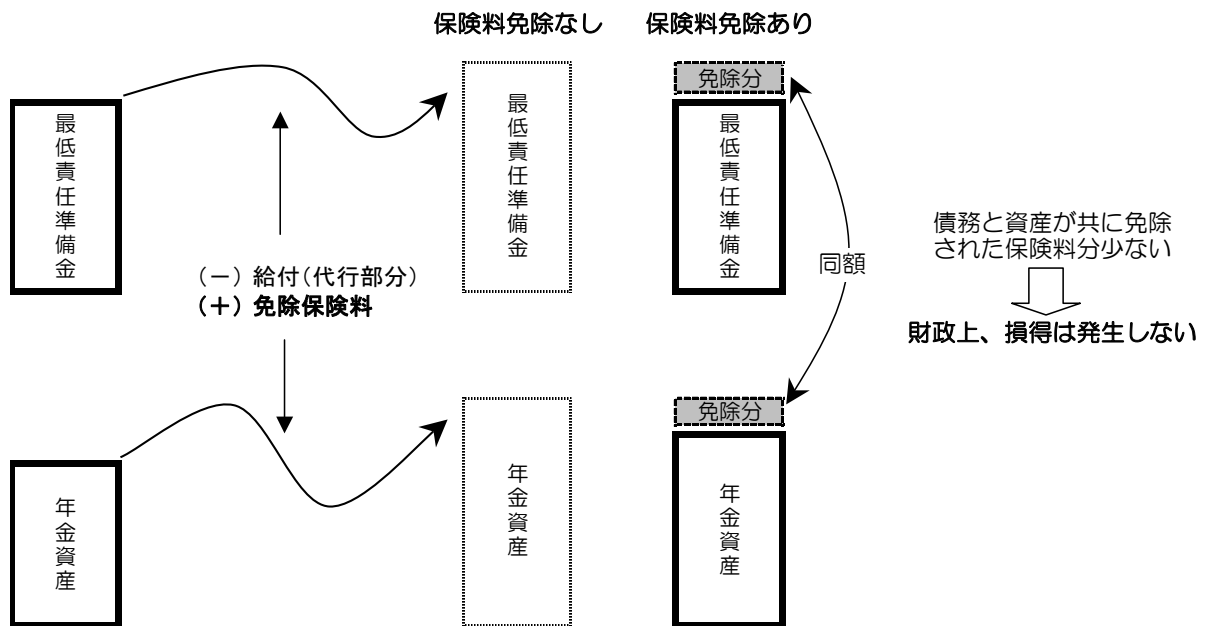 保険料免除なし
保険料免除あり
免除分
最低責任準備金
最低責任準備金
最低責任準備金
(－) 給付(代行部分)
(＋) 免除保険料
同額
債務と資産が共に免除
された保険料分少ない
財政上、損得は発生しない
免除分
年金資産
年金資産
年金資産